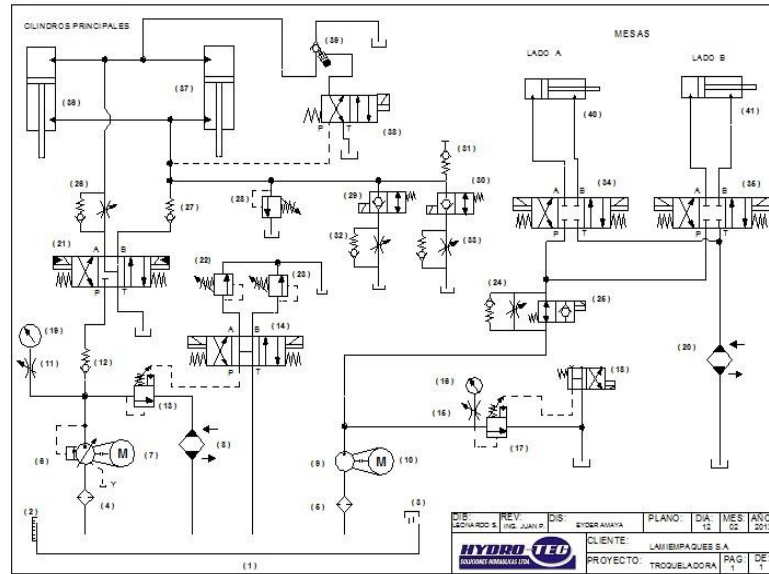 CILINDROS PRINCIPALES
MESAS
LADO A
LADO B
(39)
(36)
(37)
(38)
P T
(40)
(41)
(31)
(26)
(27)
(28)
(29)
(30)
A B
(34)
P T
A B
(35)
P T
(21)
A B
P T
(32)
(33)
(22)
(23)
(24)
(25)
(19)
(11)
(12)
(14)
A B
P T
(20)
(13)
(16)
(15)
(17)
(18)
(6)
M
(7)
(8)
Y
(9)
M
(10)
(4)
(5)
(2)
(3)
(1)
DIB: LEONARDO S.
REV: ING. JUAN P.
DIS: EYDER AMAYA
PLANO:
DIA: 12
MES: 02
HYDRO-TEC
SOLUCIONES HIDRAULICAS LTDA.
CLIENTE: LAMIEMPAQUES S.A
PROYECTO: TROQUELADORA
PAG: 1
DE: 1